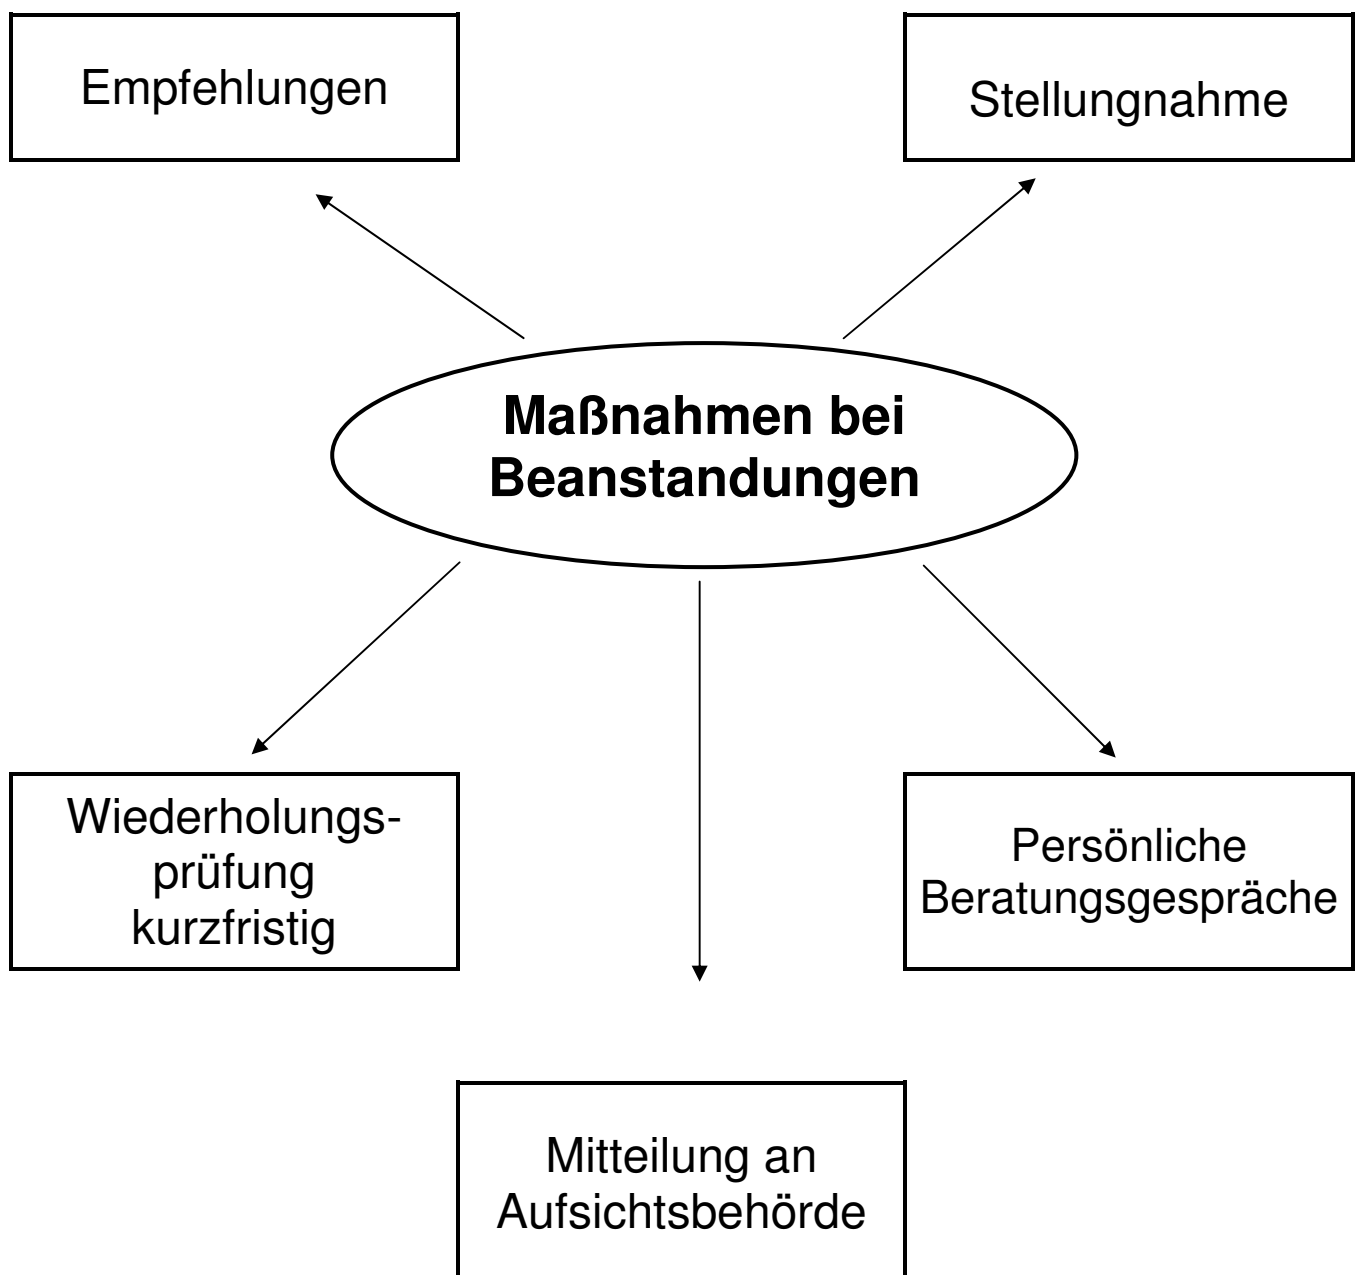 Empfehlungen
Stellungnahme
Maßnahmen bei
Beanstandungen
Wiederholungs-
prüfung
kurzfristig
Persönliche
Beratungsgespräche
Mitteilung an
Aufsichtsbehörde